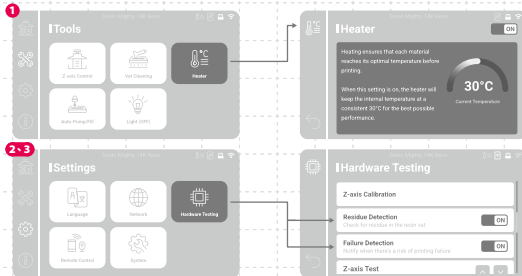 1
Tools
Z-axis Control
Vat Cleaning
Heater
Auto Pump/Fill
Light (OFF)
Heater
ON
Heating ensures that each material
reaches its optimal temperature before
printing.
When this setting is on, the heater will
keep the internal temperature at a
consistent 30°C for the best possible
performance.
30°C
Current Temperature
2
3
Settings
Language
Network
Hardware Testing
Remote Control
System
Hardware Testing
Z-axis Calibration
Residue Detection
Check for residue in the resin vat
ON
Failure Detection
Notify when there's a risk of printing failure
ON
Z-axis Test